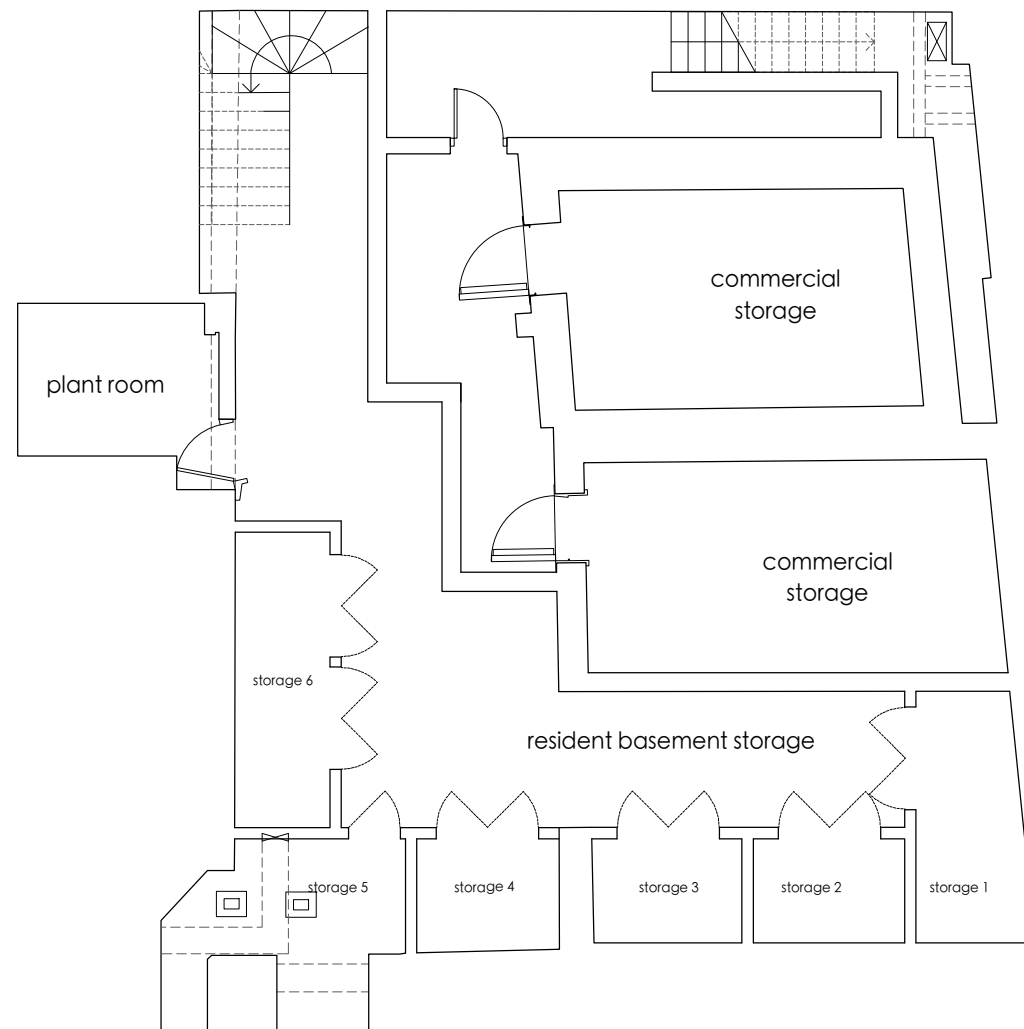 commercial
storage
plant room
commercial
storage
storage 6
resident basement storage
storage 5
storage 4
storage 3
storage 2
storage 1